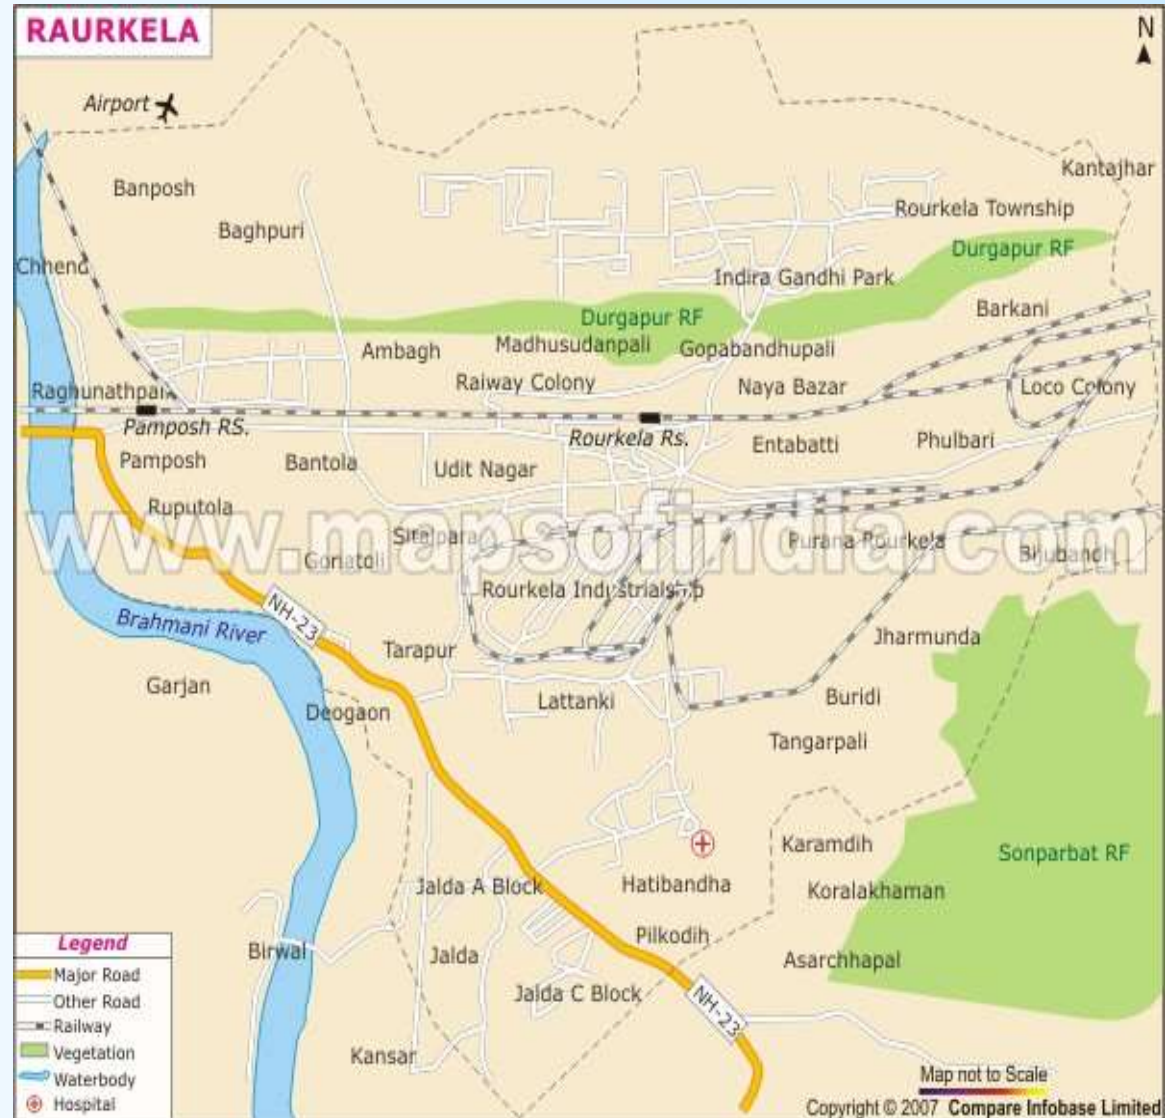 RAURKELA
N
Airport
Kantajhar
Banposh
Rourkela Township
Baghpuri
Durgapur RF
Chhend
Indira Gandhi Park
Barkani
Durgapur RF
Madhusudanpali
Gopabandhupali
Ambagh
Raiway Colony
Naya Bazar
Loco Colony
Raghunathpali
Pamposh RS.
Rourkela Rs.
Entabatti
Phulbari
Pamposh
Bantola
Udit Nagar
Ruputola
www.mapsofindia.com
Sitalpara
Purana Rourkela
Bijubandh
Gonatoli
Rourkela Industrialship
NH-23
Brahmani River
Jharmunda
Tarapur
Garjan
Lattanki
Buridi
Deogaon
Tangarpali
Karamdih
Sonparbat RF
Jalda A Block
Hatibandha
Koralakhaman
Pilkodih
Birwal
Jalda
Asarchhapal
Jalda C Block
NH-23
Kansar
Legend
Major Road
Other Road
Railway
Vegetation
Waterbody
Hospital
Map not to Scale
Copyright © 2007 Compare Infobase Limited